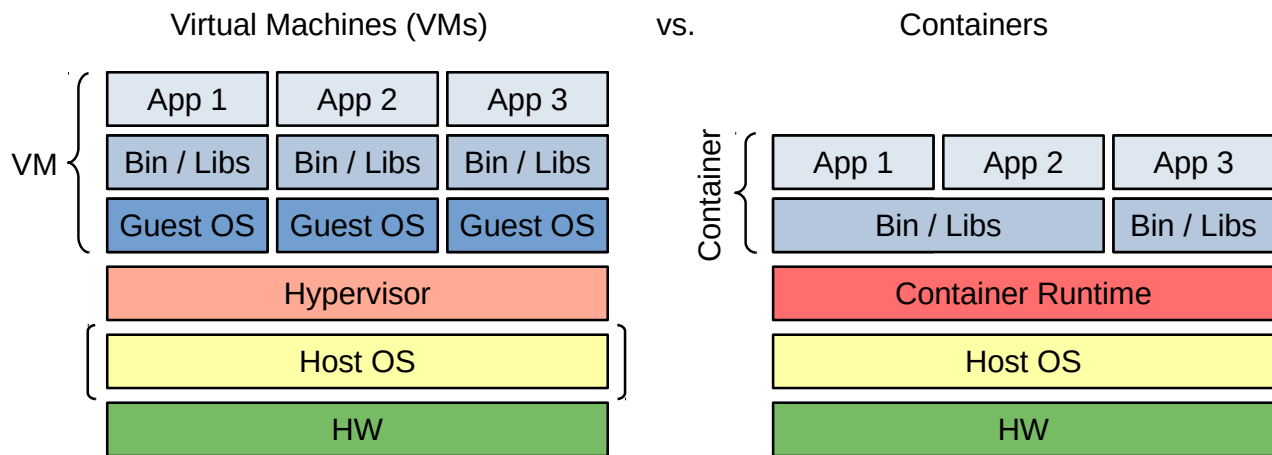 Virtual Machines (VMs) vs. Containers
VM
App 1 App 2 App 3
Bin / Libs Bin / Libs Bin / Libs
Guest OS Guest OS Guest OS
Hypervisor
Host OS
HW
Container
App 1 App 2 App 3
Bin / Libs Bin / Libs
Container Runtime
Host OS
HW